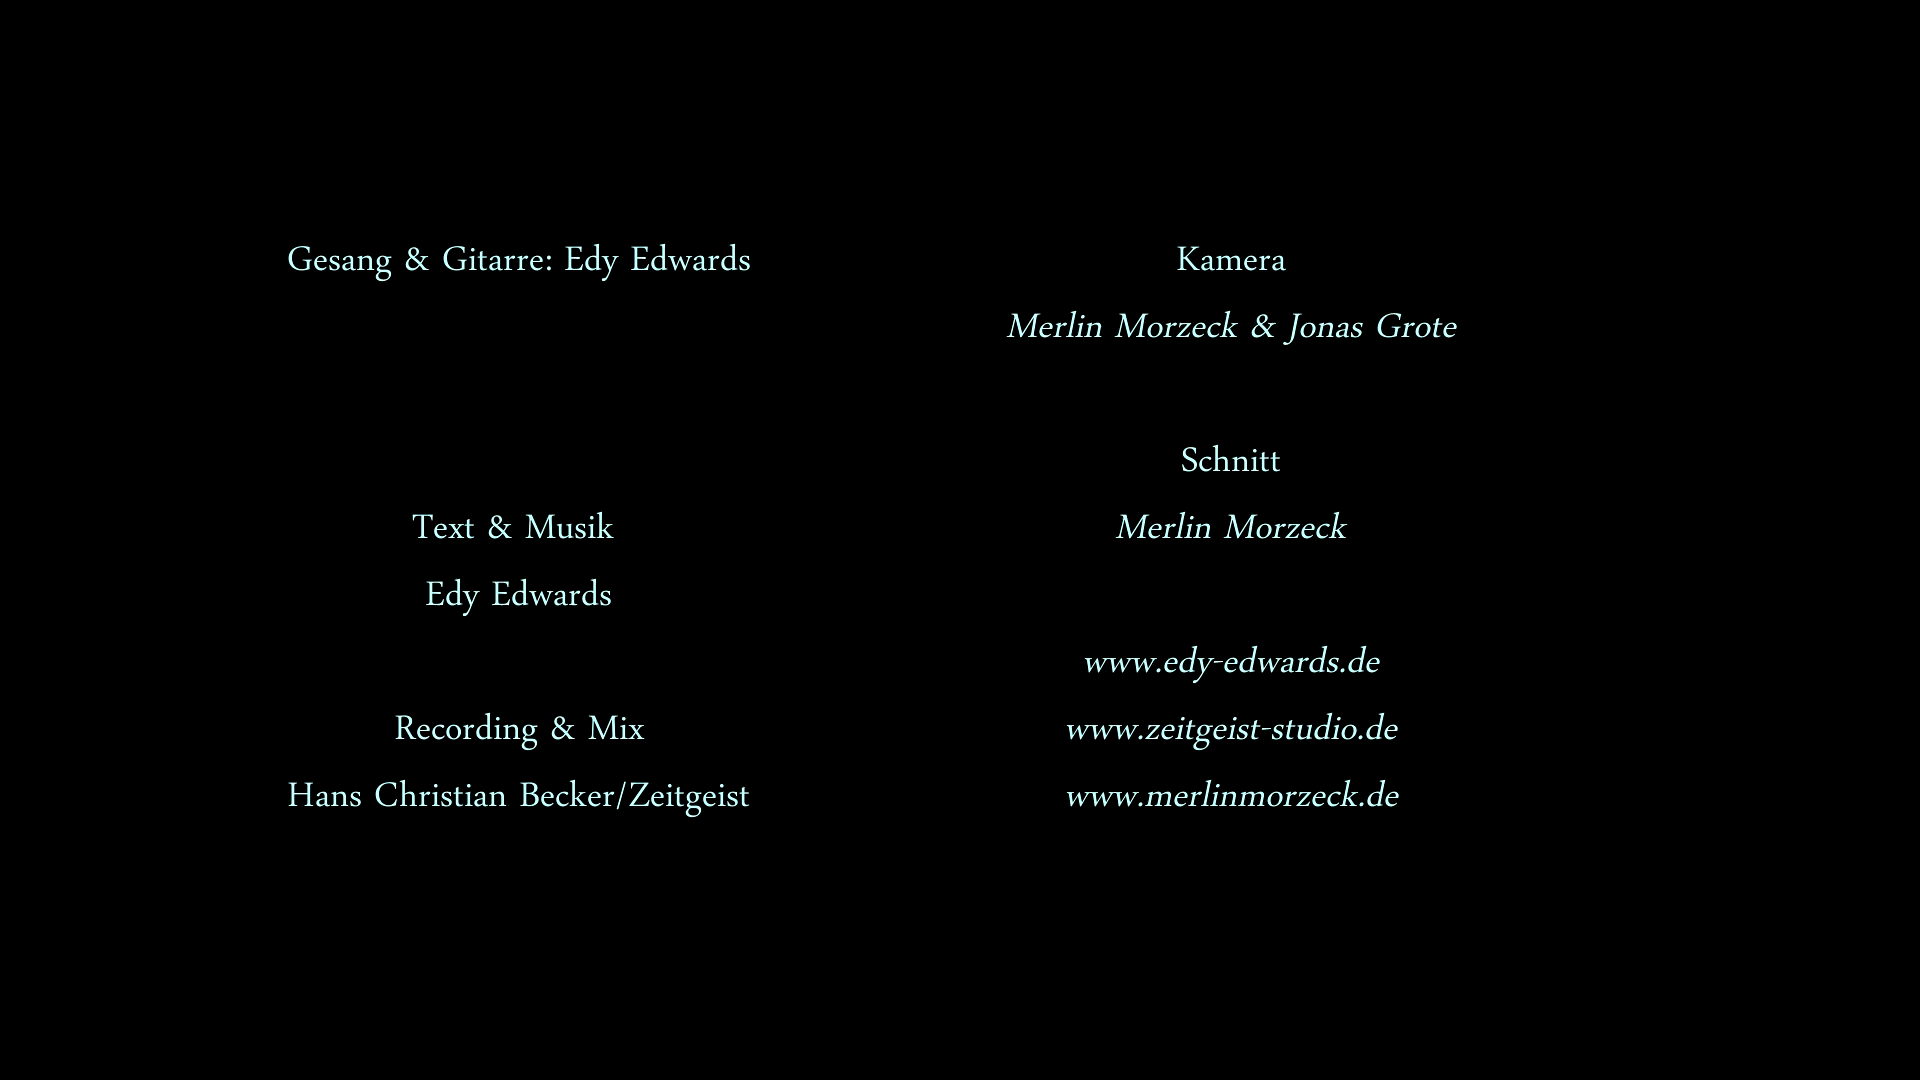 Gesang & Gitarre: Edy Edwards
Text & Musik
Edy Edwards
Recording & Mix
Hans Christian Becker/Zeitgeist
Kamera
Merlin Morzeck & Jonas Grote
Schnitt
Merlin Morzeck
www.edy-edwards.de
www.zeitgeist-studio.de
www.merlinmorzeck.de